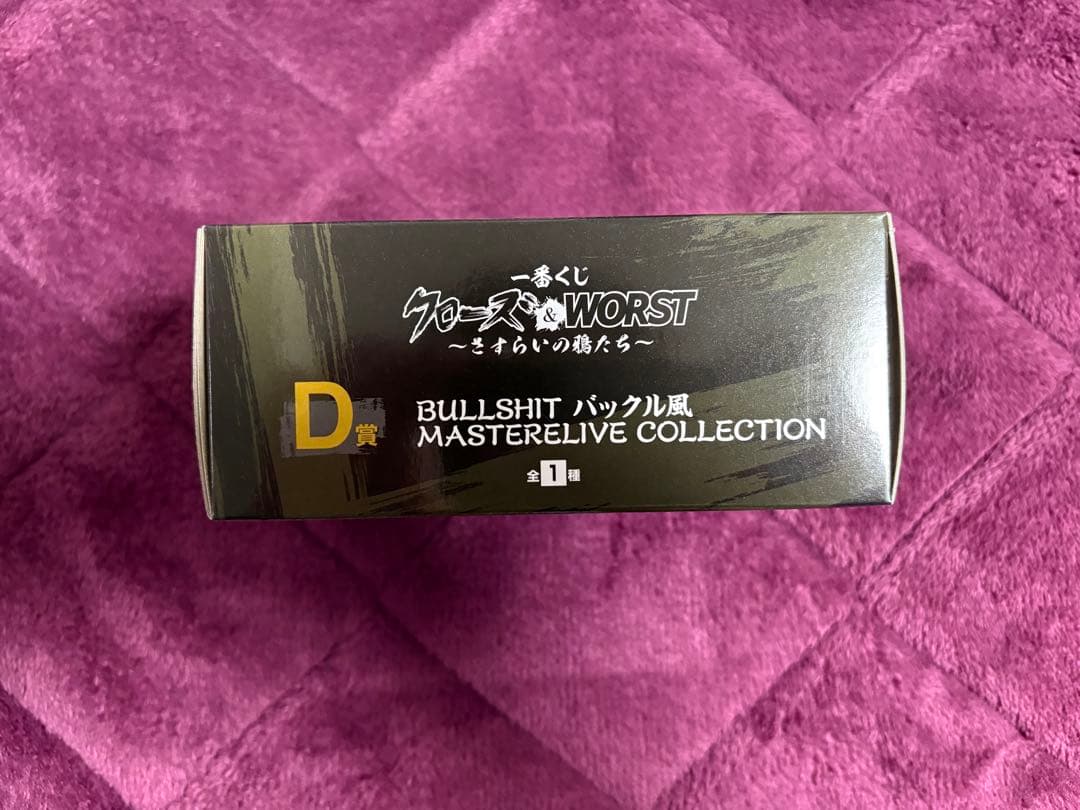 一番くじ
クローズ&WORST
～さすらいの鴉たち～
D賞
BULLSHIT バックル風
MASTERELIVE COLLECTION
全1種